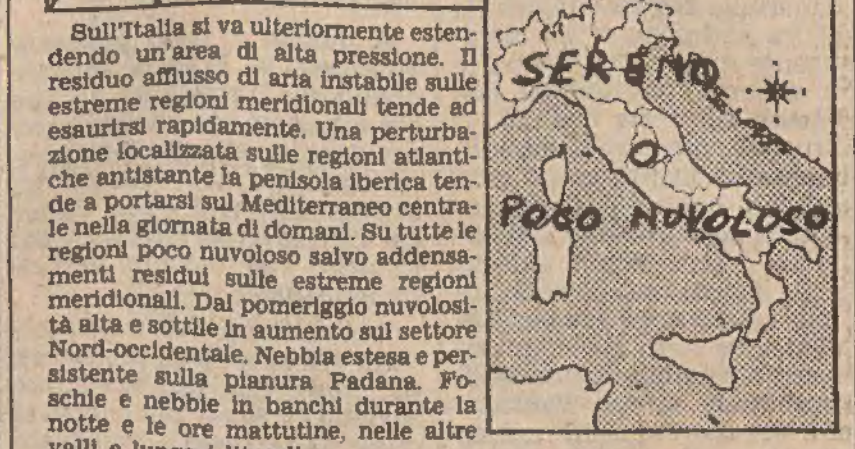 Sull'Italia si va ulteriormente esten-
dendo un'area di alta pressione. Il
residuo afflusso di aria instabile sulle
estreme regioni meridionali tende ad
esaurirsi rapidamente. Una perturba-
zione localizzata sulle regioni atlanti-
che antistante la penisola iberica ten-
de a portarsi sul Mediterraneo centra-
le nella giornata di domani. Su tutte le
regioni poco nuvoloso salvo addensa-
menti residui sulle estreme regioni
meridionali. Dal pomeriggio nuvolosi-
tà alta e sottile in aumento sul settore
Nord-occidentale. Nebbia estesa e per-
sistente sulla pianura Padana. Fo-
schie e nebbie in banchi durante la
notte e le ore mattutine, nelle altre
SERENO
POCO NUVOLOSO